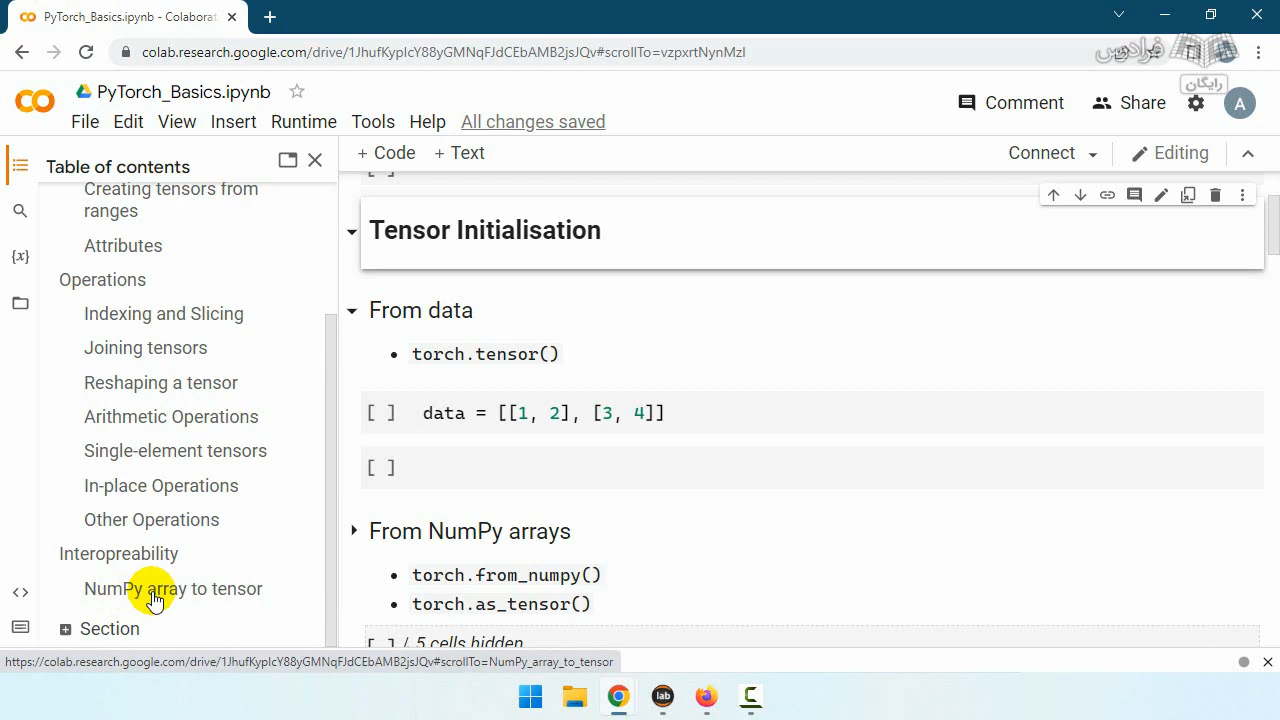 PyTorch_Basics.ipynb - Colaborat
colab.research.google.com/drive/1JhufKyplcY88yGMNqFJdCEbAMB2jsJQv#scrollTo=vzpxrtNynMzI
فرادرس
رایگان
PyTorch_Basics.ipynb
File Edit View Insert Runtime Tools Help All changes saved
Comment Share A
Table of contents
+ Code + Text
Connect Editing
Creating tensors from
ranges
Attributes
Operations
Indexing and Slicing
Joining tensors
Reshaping a tensor
Arithmetic Operations
Single-element tensors
In-place Operations
Other Operations
Interopreability
NumPy array to tensor
Section
{x}
<>
[ ]
Tensor Initialisation
From data
• torch.tensor()
[ ] data = [[1, 2], [3, 4]]
[ ]
From NumPy arrays
• torch.from_numpy()
• torch.as_tensor()
[ ] 5 cells hidden
https://colab.research.google.com/drive/1JhufKyplcY88yGMNqFJdCEbAMB2jsJQv#scrollTo=NumPy_array_to_tensor
lab